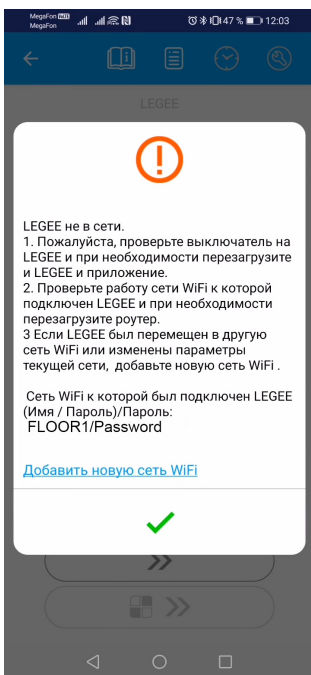 MegaFon VoLTE
MegaFon
47 % 12:03
LEGEE
LEGEE не в сети.
1. Пожалуйста, проверьте выключатель на
LEGEE и при необходимости перезагрузите
и LEGEE и приложение.
2. Проверьте работу сети WiFi к которой
подключен LEGEE и при необходимости
перезагрузите роутер.
3 Если LEGEE был перемещен в другую
сеть WiFi или изменены параметры
текущей сети, добавьте новую сеть WiFi .
Сеть WiFi к которой был подключен LEGEE
(Имя / Пароль)/Пароль:
FLOOR1/Password
Добавить новую сеть WiFi